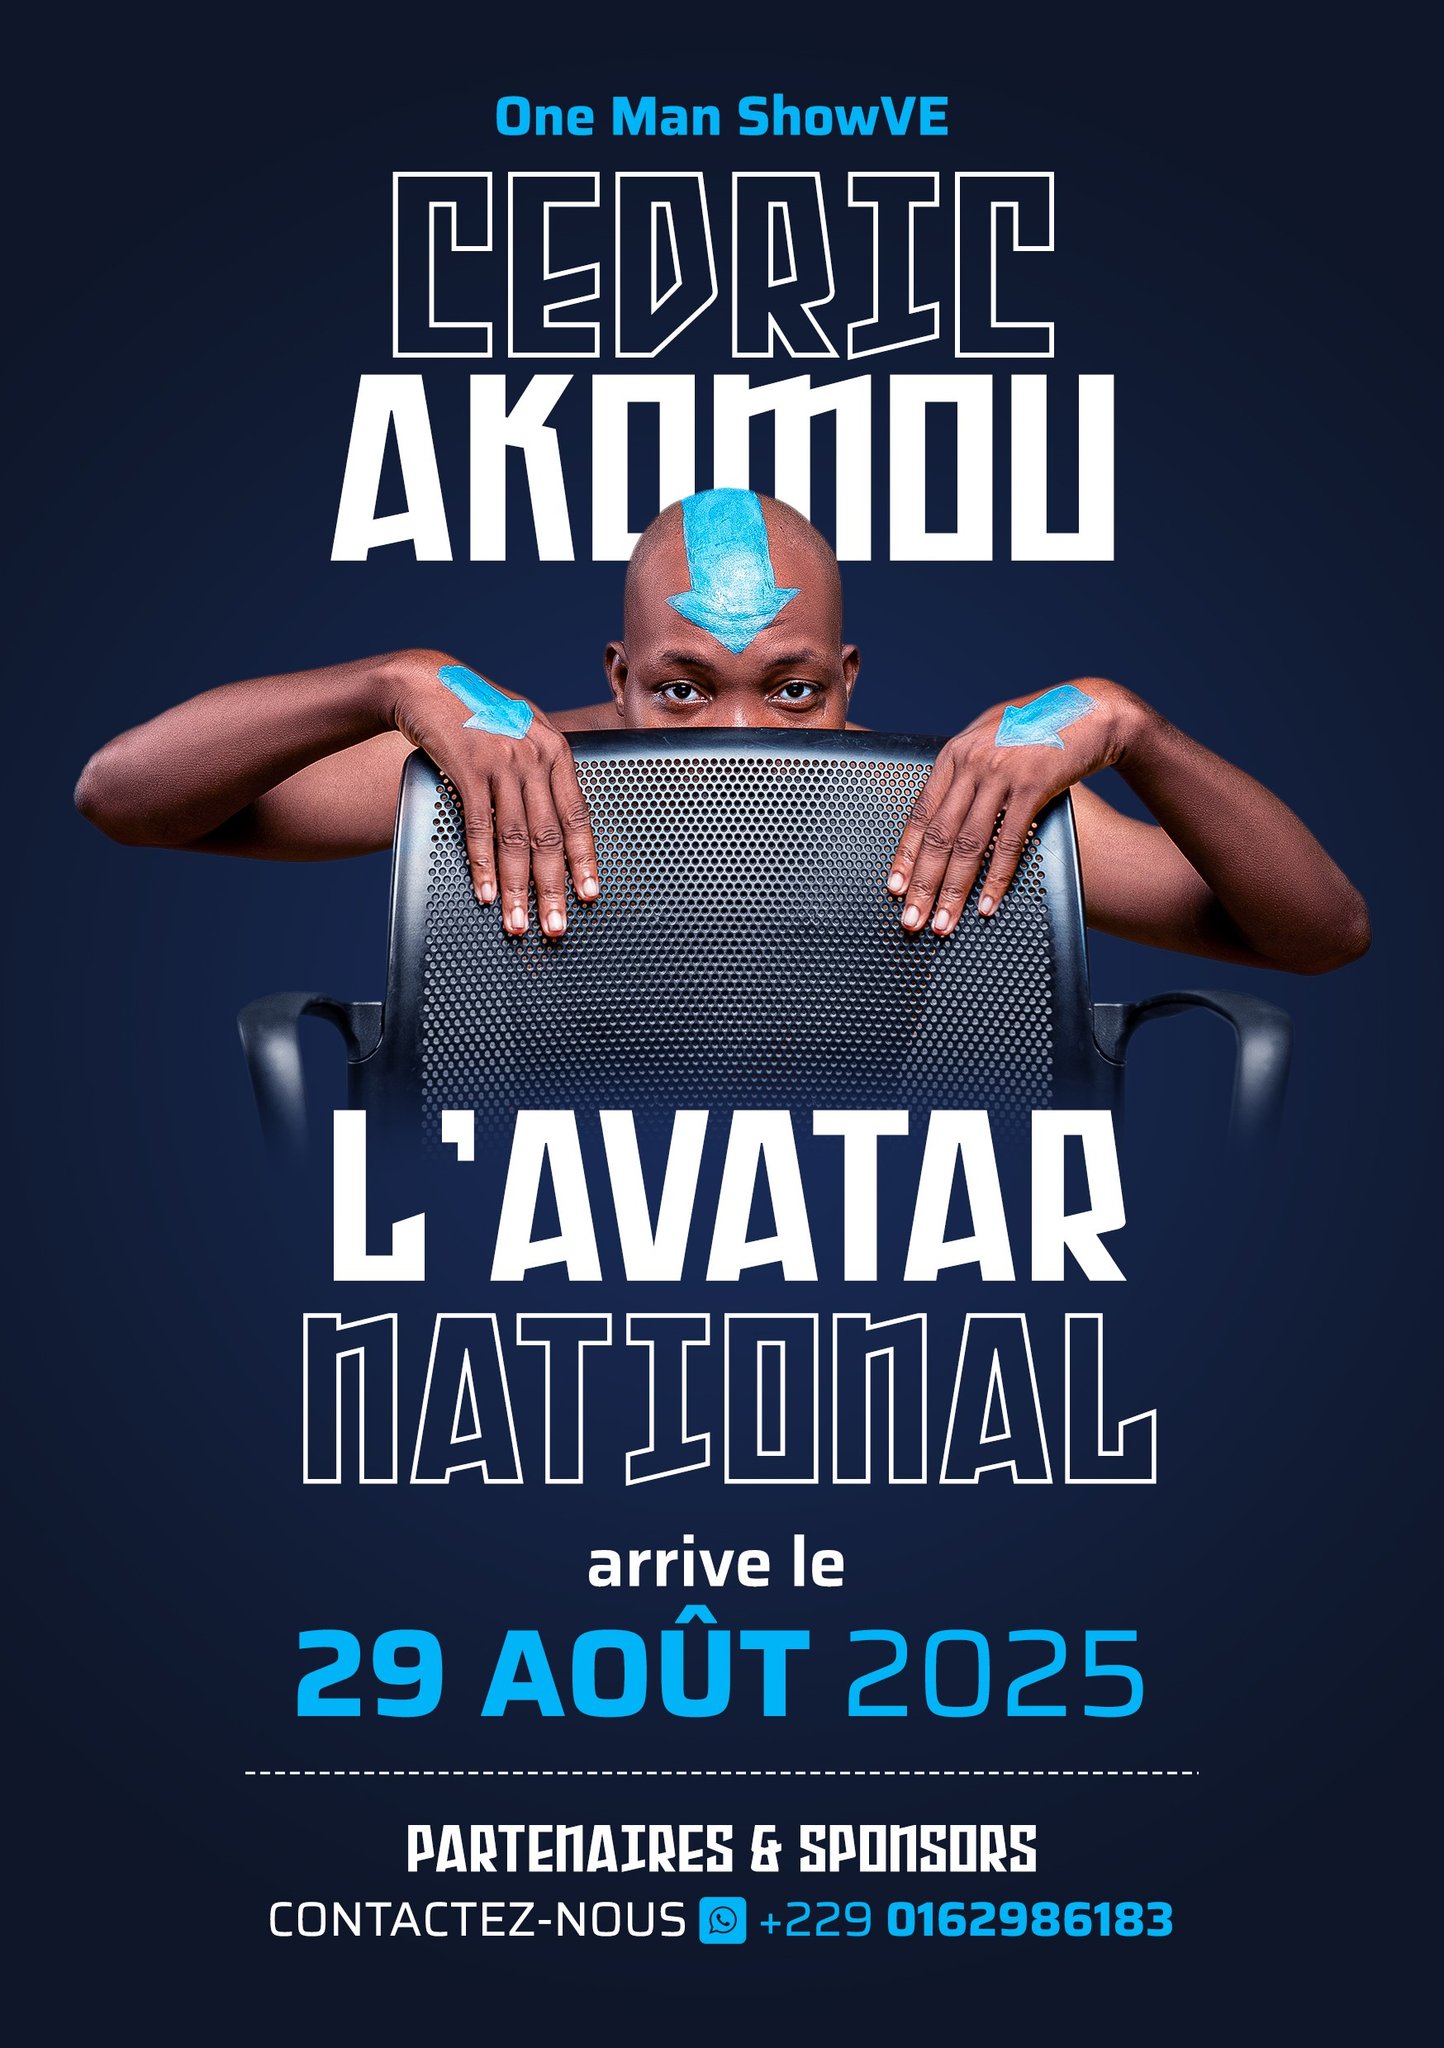 One Man ShowVE
CEDRIC
AKOMOU
L'AVATAR
NATIONAL
arrive le
29 AOÛT 2025
PARTENAIRES & SPONSORS
CONTACTEZ-NOUS +229 0162986183